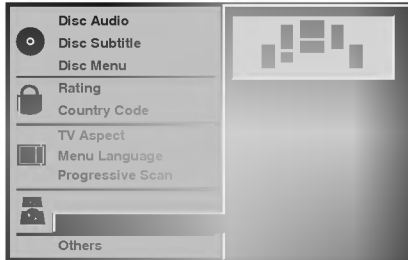 Disc Audio
Disc Subtitle
Disc Menu
Rating
Country Code
TV Aspect
Menu Language
Progressive Scan
Others